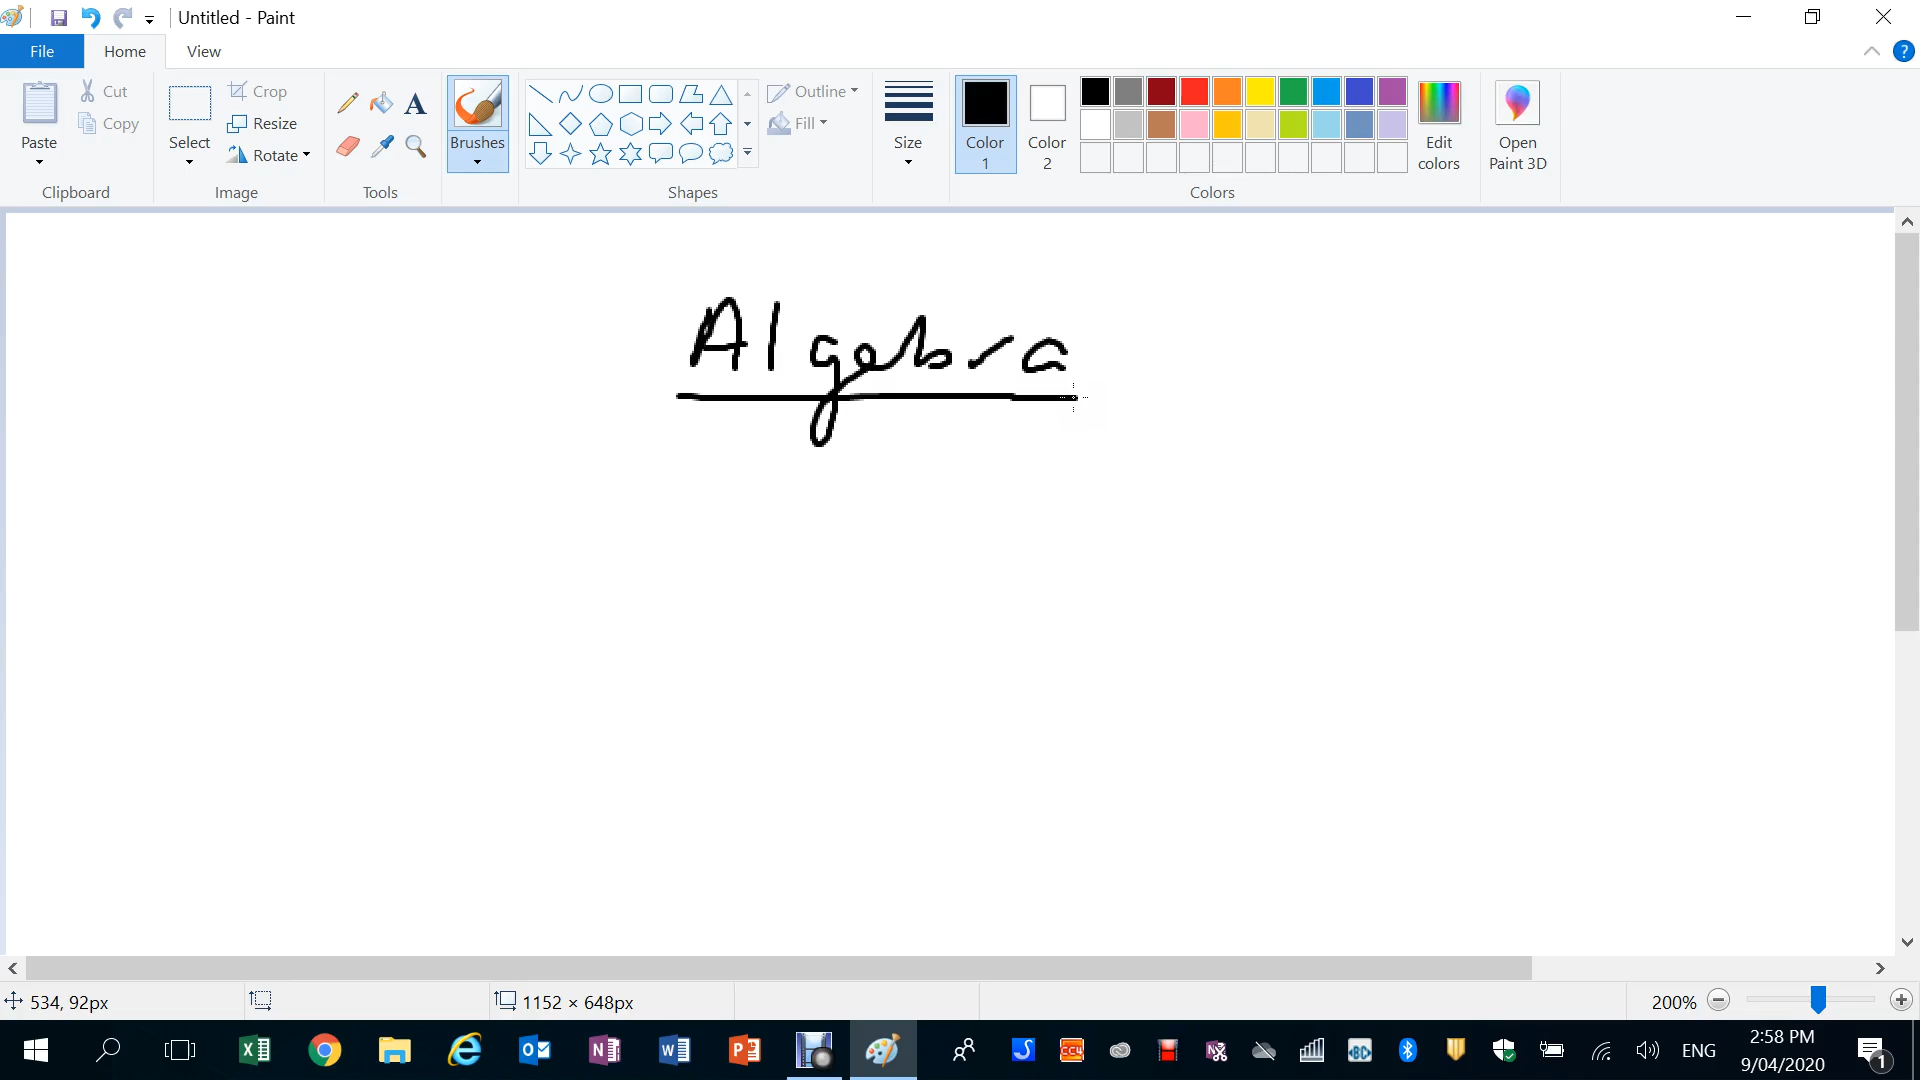 Untitled - Paint
File Home View
Paste
Cut
Copy
Clipboard
Select
Crop
Resize
Rotate
Image
Tools
Brushes
Shapes
Outline
Fill
Size
Color 1
Color 2
Colors
Edit colors
Open Paint 3D
Algebra
534, 92px
1152 × 648px
200%
ENG
2:58 PM
9/04/2020
1